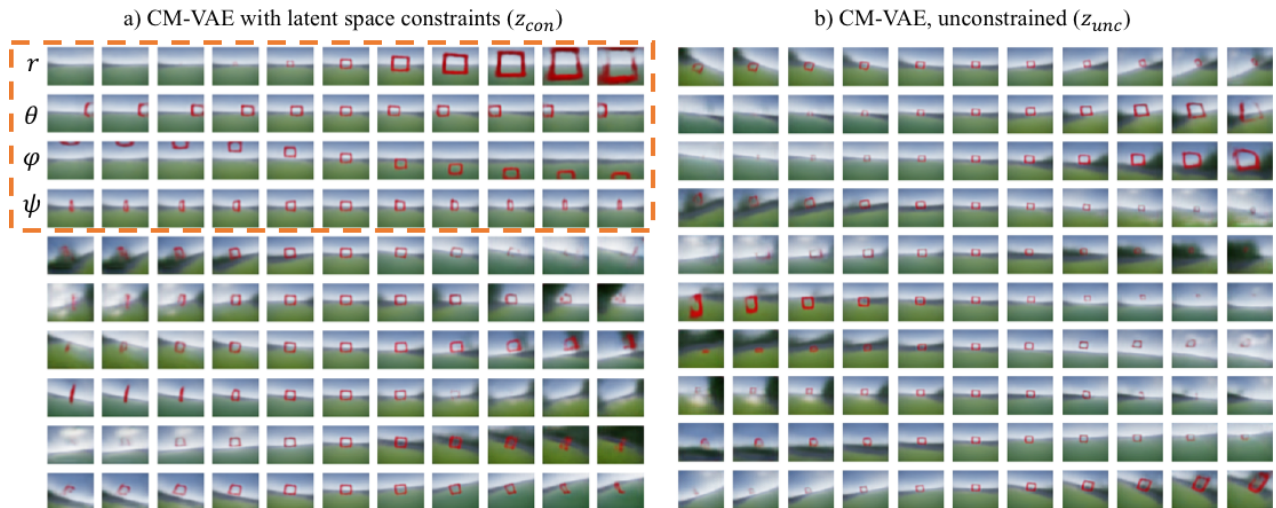 a) CM-VAE with latent space constraints (z_con)
b) CM-VAE, unconstrained (z_unc)
r
θ
φ
ψ